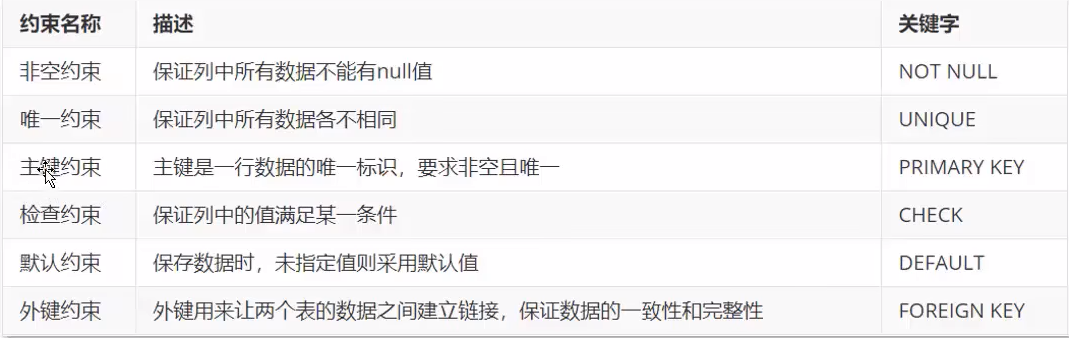 约束名称 描述 关键字
非空约束 保证列中所有数据不能有null值 NOT NULL
唯一约束 保证列中所有数据各不相同 UNIQUE
主键约束 主键是一行数据的唯一标识，要求非空且唯一 PRIMARY KEY
检查约束 保证列中的值满足某一条件 CHECK
默认约束 保存数据时，未指定值则采用默认值 DEFAULT
外键约束 外键用来让两个表的数据之间建立链接，保证数据的一致性和完整性 FOREIGN KEY